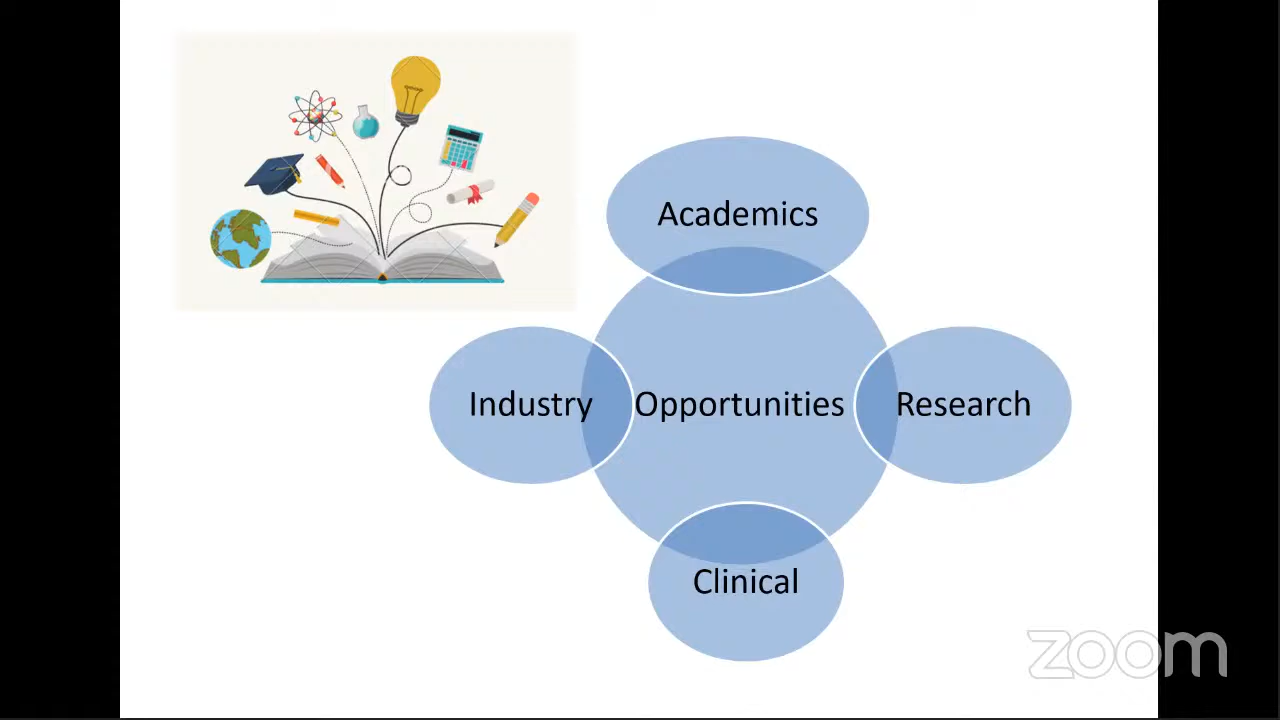 Academics
Industry
Opportunities
Research
Clinical
zoom